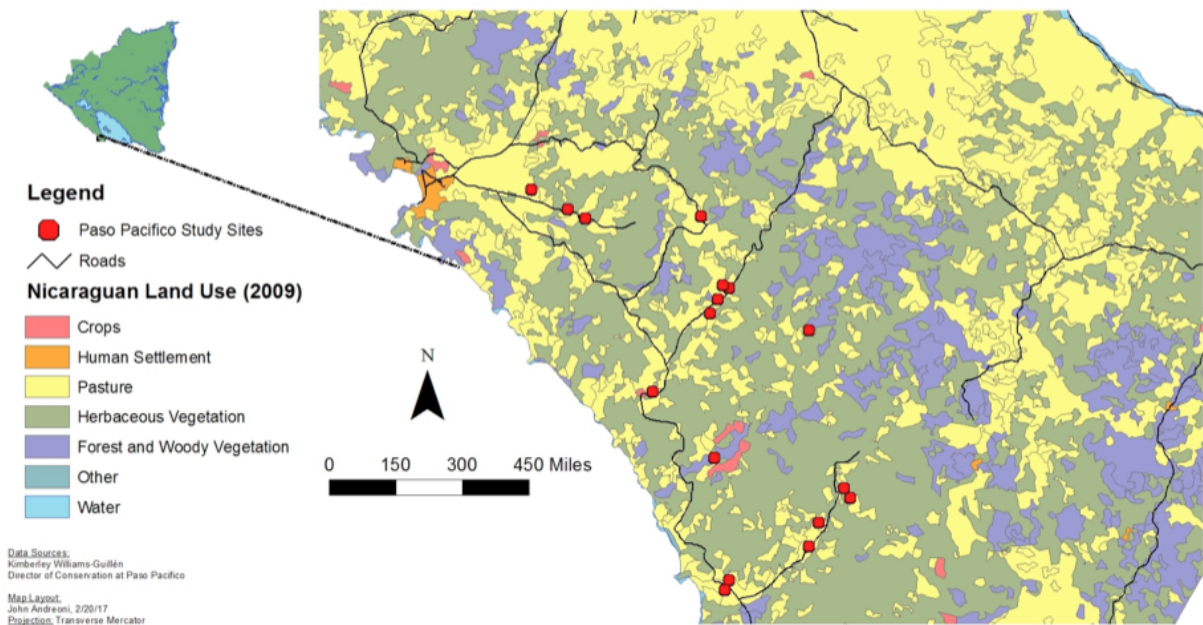 Legend
Paso Pacifico Study Sites
Roads
Nicaraguan Land Use (2009)
Crops
Human Settlement
Pasture
Herbaceous Vegetation
Forest and Woody Vegetation
Other
Water
N
0 150 300 450 Miles
Data Sources:
Kimberley Williams-Guillén
Director of Conservation at Paso Pacifico
Map Layout:
John Andreoni, 2/20/17
Projection: Transverse Mercator